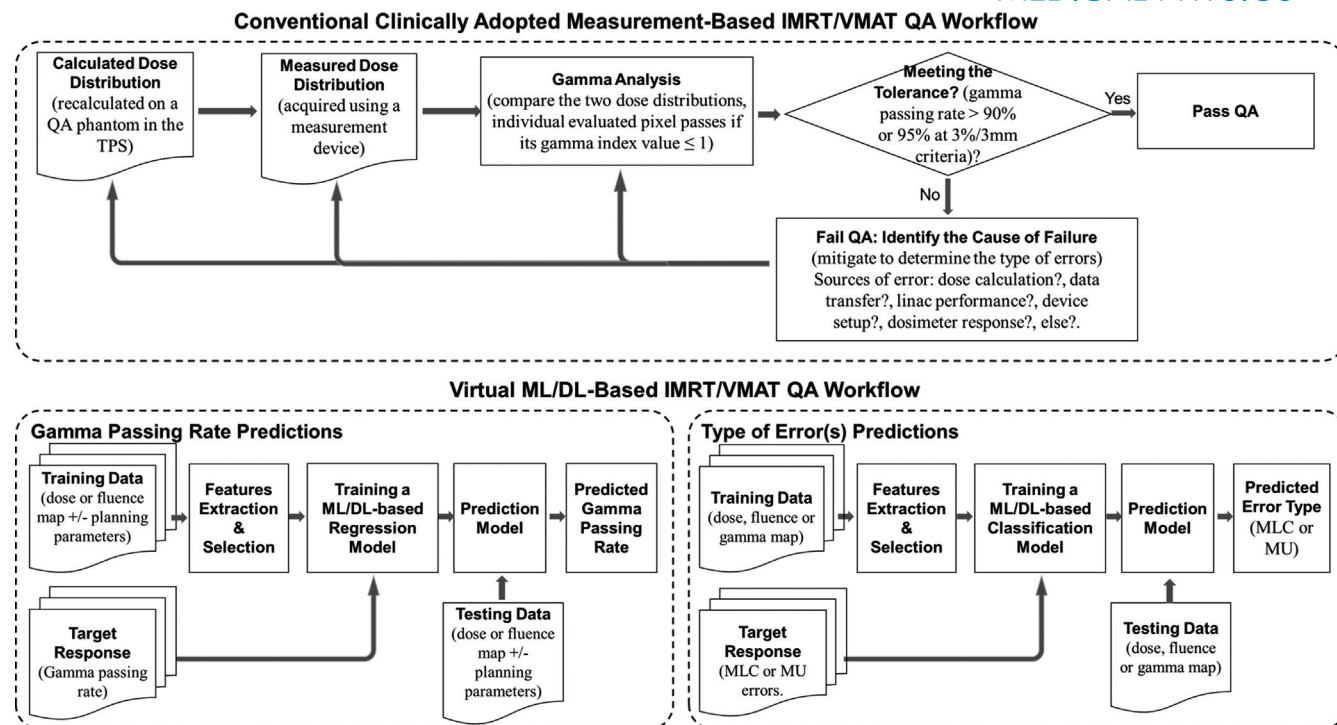 Conventional Clinically Adopted Measurement-Based IMRT/VMAT QA Workflow
Calculated Dose
Distribution
(recalculated on a
QA phantom in the
TPS)
Measured Dose
Distribution
(acquired using a
measurement
device)
Gamma Analysis
(compare the two dose distributions,
individual evaluated pixel passes if
its gamma index value ≤ 1)
Meeting the
Tolerance? (gamma
passing rate > 90%
or 95% at 3%/3mm
criteria)?
Yes
Pass QA
No
Fail QA: Identify the Cause of Failure
(mitigate to determine the type of errors)
Sources of error: dose calculation?, data
transfer?, linac performance?, device
setup?, dosimeter response?, else?.
Virtual ML/DL-Based IMRT/VMAT QA Workflow
Gamma Passing Rate Predictions
Training Data
(dose or fluence
map +/- planning
parameters)
Features
Extraction
&
Selection
Training a
ML/DL-based
Regression
Model
Prediction
Model
Predicted
Gamma
Passing
Rate
Target
Response
(Gamma passing
rate)
Testing Data
(dose or fluence
map +/-
planning
parameters)
Type of Error(s) Predictions
Training Data
(dose, fluence or
gamma map)
Features
Extraction
&
Selection
Training a
ML/DL-based
Classification
Model
Prediction
Model
Predicted
Error Type
(MLC or
MU)
Target
Response
(MLC or MU
errors.
Testing Data
(dose, fluence
or gamma map)